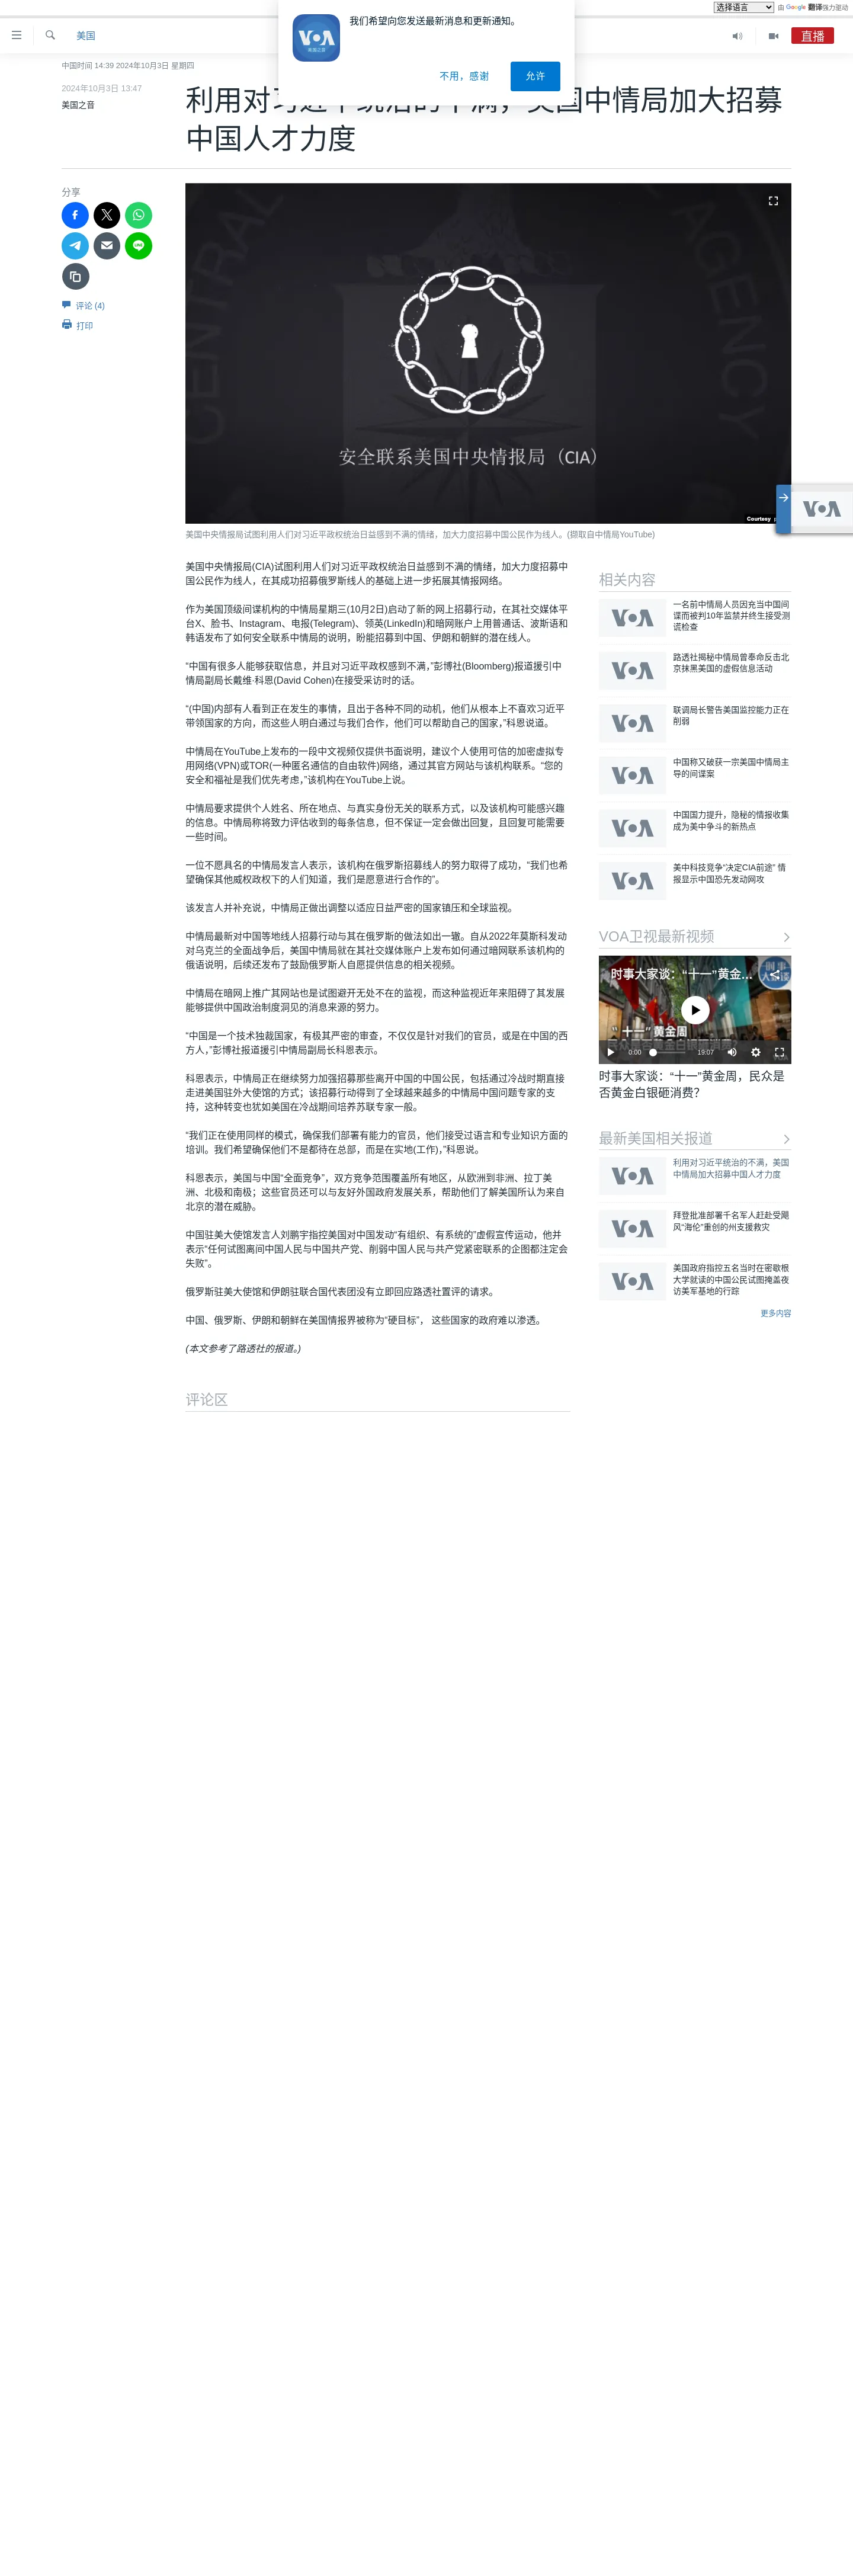 选择语言 由 Google 翻译强力驱动
我们希望向您发送最新消息和更新通知。
美国
直播
不用，感谢
允许
中国时间 14:39 2024年10月3日 星期四
2024年10月3日 13:47
美国之音
利用对习近平统治的不满，美国中情局加大招募
中国人才力度
分享
评论 (4)
打印
CENTRAL
AGENCY
安全联系美国中央情报局（CIA）
Courtesy
美国中央情报局试图利用人们对习近平政权统治日益感到不满的情绪，加大力度招募中国公民作为线人。(撷取自中情局YouTube)
美国中央情报局(CIA)试图利用人们对习近平政权统治日益感到不满的情绪，加大力度招募中
国公民作为线人，在其成功招募俄罗斯线人的基础上进一步拓展其情报网络。
作为美国顶级间谍机构的中情局星期三(10月2日)启动了新的网上招募行动，在其社交媒体平
台X、脸书、Instagram、电报(Telegram)、领英(LinkedIn)和暗网账户上用普通话、波斯语和
韩语发布了如何安全联系中情局的说明，盼能招募到中国、伊朗和朝鲜的潜在线人。
“中国有很多人能够获取信息，并且对习近平政权感到不满，”彭博社(Bloomberg)报道援引中
情局副局长戴维·科恩(David Cohen)在接受采访时的话。
“(中国)内部有人看到正在发生的事情，且出于各种不同的动机，他们从根本上不喜欢习近平
带领国家的方向，而这些人明白通过与我们合作，他们可以帮助自己的国家，”科恩说道。
中情局在YouTube上发布的一段中文视频仅提供书面说明，建议个人使用可信的加密虚拟专
用网络(VPN)或TOR(一种匿名通信的自由软件)网络，通过其官方网站与该机构联系。“您的
安全和福祉是我们优先考虑，”该机构在YouTube上说。
中情局要求提供个人姓名、所在地点、与真实身份无关的联系方式，以及该机构可能感兴趣
的信息。中情局称将致力评估收到的每条信息，但不保证一定会做出回复，且回复可能需要
一些时间。
一位不愿具名的中情局发言人表示，该机构在俄罗斯招募线人的努力取得了成功，“我们也希
望确保其他威权政权下的人们知道，我们是愿意进行合作的”。
该发言人并补充说，中情局正做出调整以适应日益严密的国家镇压和全球监视。
中情局最新对中国等地线人招募行动与其在俄罗斯的做法如出一辙。自从2022年莫斯科发动
对乌克兰的全面战争后，美国中情局就在其社交媒体账户上发布如何通过暗网联系该机构的
俄语说明，后续还发布了鼓励俄罗斯人自愿提供信息的相关视频。
中情局在暗网上推广其网站也是试图避开无处不在的监视，而这种监视近年来阻碍了其发展
能够提供中国政治制度洞见的消息来源的努力。
“中国是一个技术独裁国家，有极其严密的审查，不仅仅是针对我们的官员，或是在中国的西
方人，”彭博社报道援引中情局副局长科恩表示。
科恩表示，中情局正在继续努力加强招募那些离开中国的中国公民，包括通过冷战时期直接
走进美国驻外大使馆的方式；该招募行动得到了全球越来越多的中情局中国问题专家的支
持，这种转变也犹如美国在冷战期间培养苏联专家一般。
“我们正在使用同样的模式，确保我们部署有能力的官员，他们接受过语言和专业知识方面的
培训。我们希望确保他们不是都待在总部，而是在实地(工作)，”科恩说。
科恩表示，美国与中国“全面竞争”，双方竞争范围覆盖所有地区，从欧洲到非洲、拉丁美
洲、北极和南极；这些官员还可以与友好外国政府发展关系，帮助他们了解美国所认为来自
北京的潜在威胁。
中国驻美大使馆发言人刘鹏宇指控美国对中国发动“有组织、有系统的”虚假宣传运动，他并
表示“任何试图离间中国人民与中国共产党、削弱中国人民与共产党紧密联系的企图都注定会
失败”。
俄罗斯驻美大使馆和伊朗驻联合国代表团没有立即回应路透社置评的请求。
中国、俄罗斯、伊朗和朝鲜在美国情报界被称为“硬目标”， 这些国家的政府难以渗透。
(本文参考了路透社的报道。)
评论区
相关内容
一名前中情局人员因充当中国间
谍而被判10年监禁并终生接受测
谎检查
路透社揭秘中情局曾奉命反击北
京抹黑美国的虚假信息活动
联调局长警告美国监控能力正在
削弱
中国称又破获一宗美国中情局主
导的间谍案
中国国力提升，隐秘的情报收集
成为美中争斗的新热点
美中科技竞争“决定CIA前途” 情
报显示中国恐先发动网攻
VOA卫视最新视频
时事大家谈：“十一”黄金...
“十一”黄金周
0:00
19:07
时事大家谈：“十一”黄金周，民众是
否黄金白银砸消费？
最新美国相关报道
利用对习近平统治的不满，美国
中情局加大招募中国人才力度
拜登批准部署千名军人赶赴受飓
风“海伦”重创的州支援救灾
美国政府指控五名当时在密歇根
大学就读的中国公民试图掩盖夜
访美军基地的行踪
更多内容